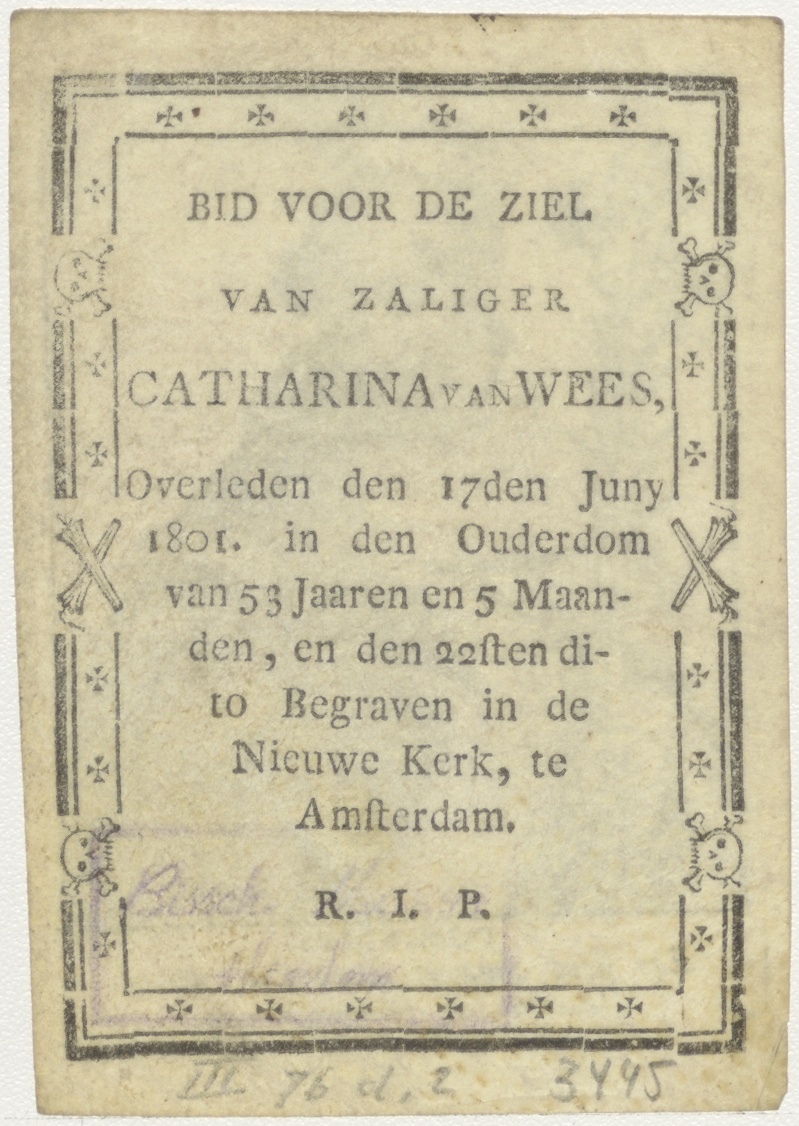 BID VOOR DE ZIEL
VAN ZALIGER
CATHARINA VAN WEES,
Overleden den 17den Juny
1801. in den Ouderdom
van 53 Jaaren en 5 Maan-
den, en den 22ſten di-
to Begraven in de
Nieuwe Kerk, te
Amſterdam.
Bissch.
R. I. P.
Haarlem
III 76 d. 2 3445